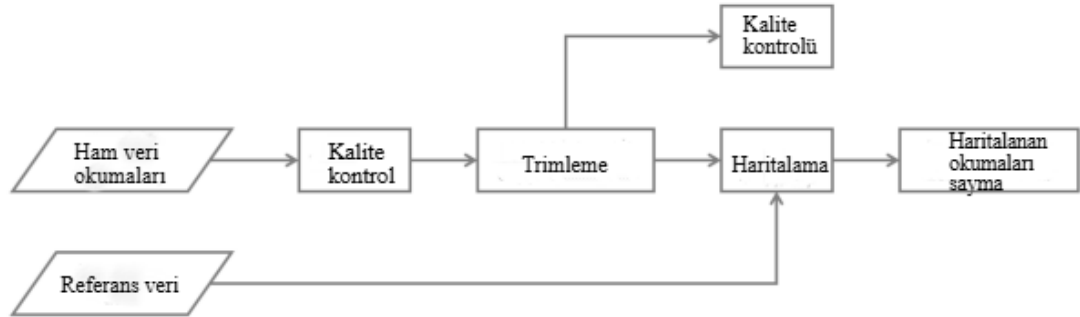 Kalite
kontrolü
Ham veri
okumaları
Kalite
kontrol
Trimleme
Haritalama
Haritalanan
okumaları
sayma
Referans veri